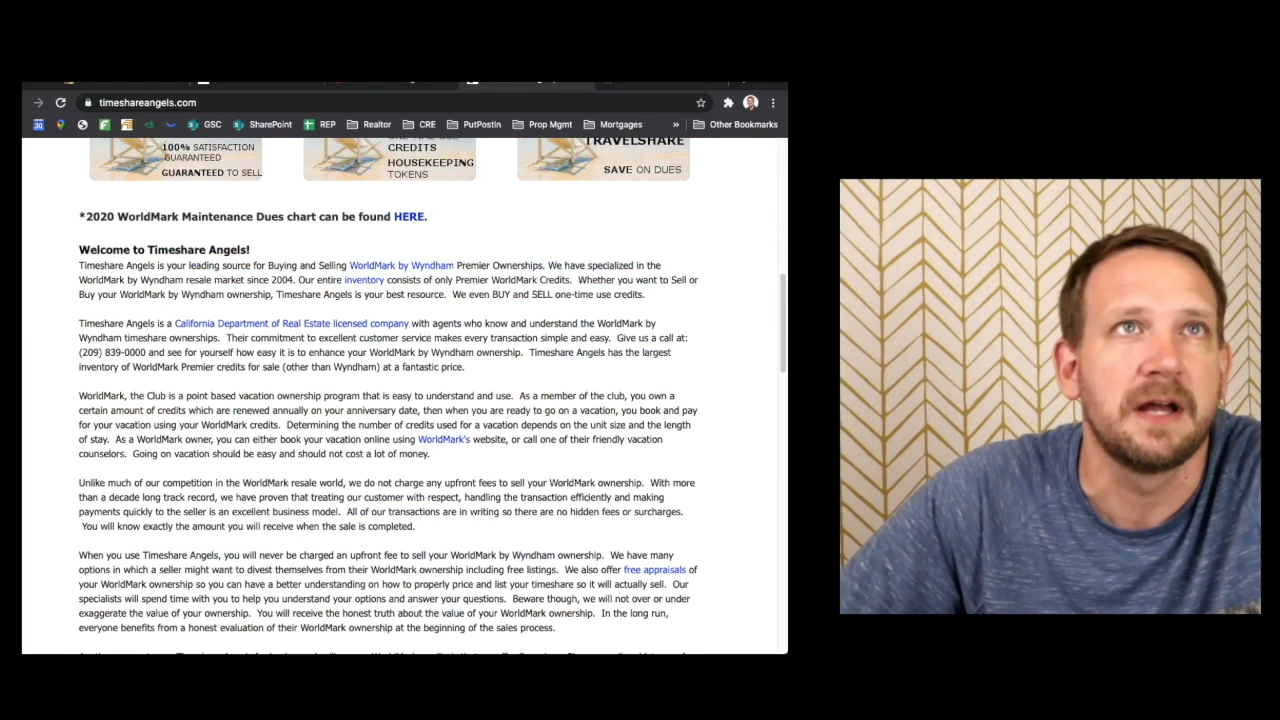 timeshareangels.com
GSC SharePoint REP Realtor CRE PutPostIn Prop Mgmt Mortgages » Other Bookmarks
100% SATISFACTION
GUARANTEED
GUARANTEED TO SELL
CREDITS
HOUSEKEEPING
TOKENS
TRAVELSHARE
SAVE ON DUES
*2020 WorldMark Maintenance Dues chart can be found HERE.
Welcome to Timeshare Angels!
Timeshare Angels is your leading source for Buying and Selling WorldMark by Wyndham Premier Ownerships. We have specialized in the
WorldMark by Wyndham resale market since 2004. Our entire inventory consists of only Premier WorldMark Credits. Whether you want to Sell or
Buy your WorldMark by Wyndham ownership, Timeshare Angels is your best resource. We even BUY and SELL one-time use credits.
Timeshare Angels is a California Department of Real Estate licensed company with agents who know and understand the WorldMark by
Wyndham timeshare ownerships. Their commitment to excellent customer service makes every transaction simple and easy. Give us a call at:
(209) 839-0000 and see for yourself how easy it is to enhance your WorldMark by Wyndham ownership. Timeshare Angels has the largest
inventory of WorldMark Premier credits for sale (other than Wyndham) at a fantastic price.
WorldMark, the Club is a point based vacation ownership program that is easy to understand and use. As a member of the club, you own a
certain amount of credits which are renewed annually on your anniversary date, then when you are ready to go on a vacation, you book and pay
for your vacation using your WorldMark credits. Determining the number of credits used for a vacation depends on the unit size and the length
of stay. As a WorldMark owner, you can either book your vacation online using WorldMark's website, or call one of their friendly vacation
counselors. Going on vacation should be easy and should not cost a lot of money.
Unlike much of our competition in the WorldMark resale world, we do not charge any upfront fees to sell your WorldMark ownership. With more
than a decade long track record, we have proven that treating our customer with respect, handling the transaction efficiently and making
payments quickly to the seller is an excellent business model. All of our transactions are in writing so there are no hidden fees or surcharges.
You will know exactly the amount you will receive when the sale is completed.
When you use Timeshare Angels, you will never be charged an upfront fee to sell your WorldMark by Wyndham ownership. We have many
options in which a seller might want to divest themselves from their WorldMark ownership including free listings. We also offer free appraisals of
your WorldMark ownership so you can have a better understanding on how to properly price and list your timeshare so it will actually sell. Our
specialists will spend time with you to help you understand your options and answer your questions. Beware though, we will not over or under
exaggerate the value of your ownership. You will receive the honest truth about the value of your WorldMark ownership. In the long run,
everyone benefits from a honest evaluation of their WorldMark ownership at the beginning of the sales process.